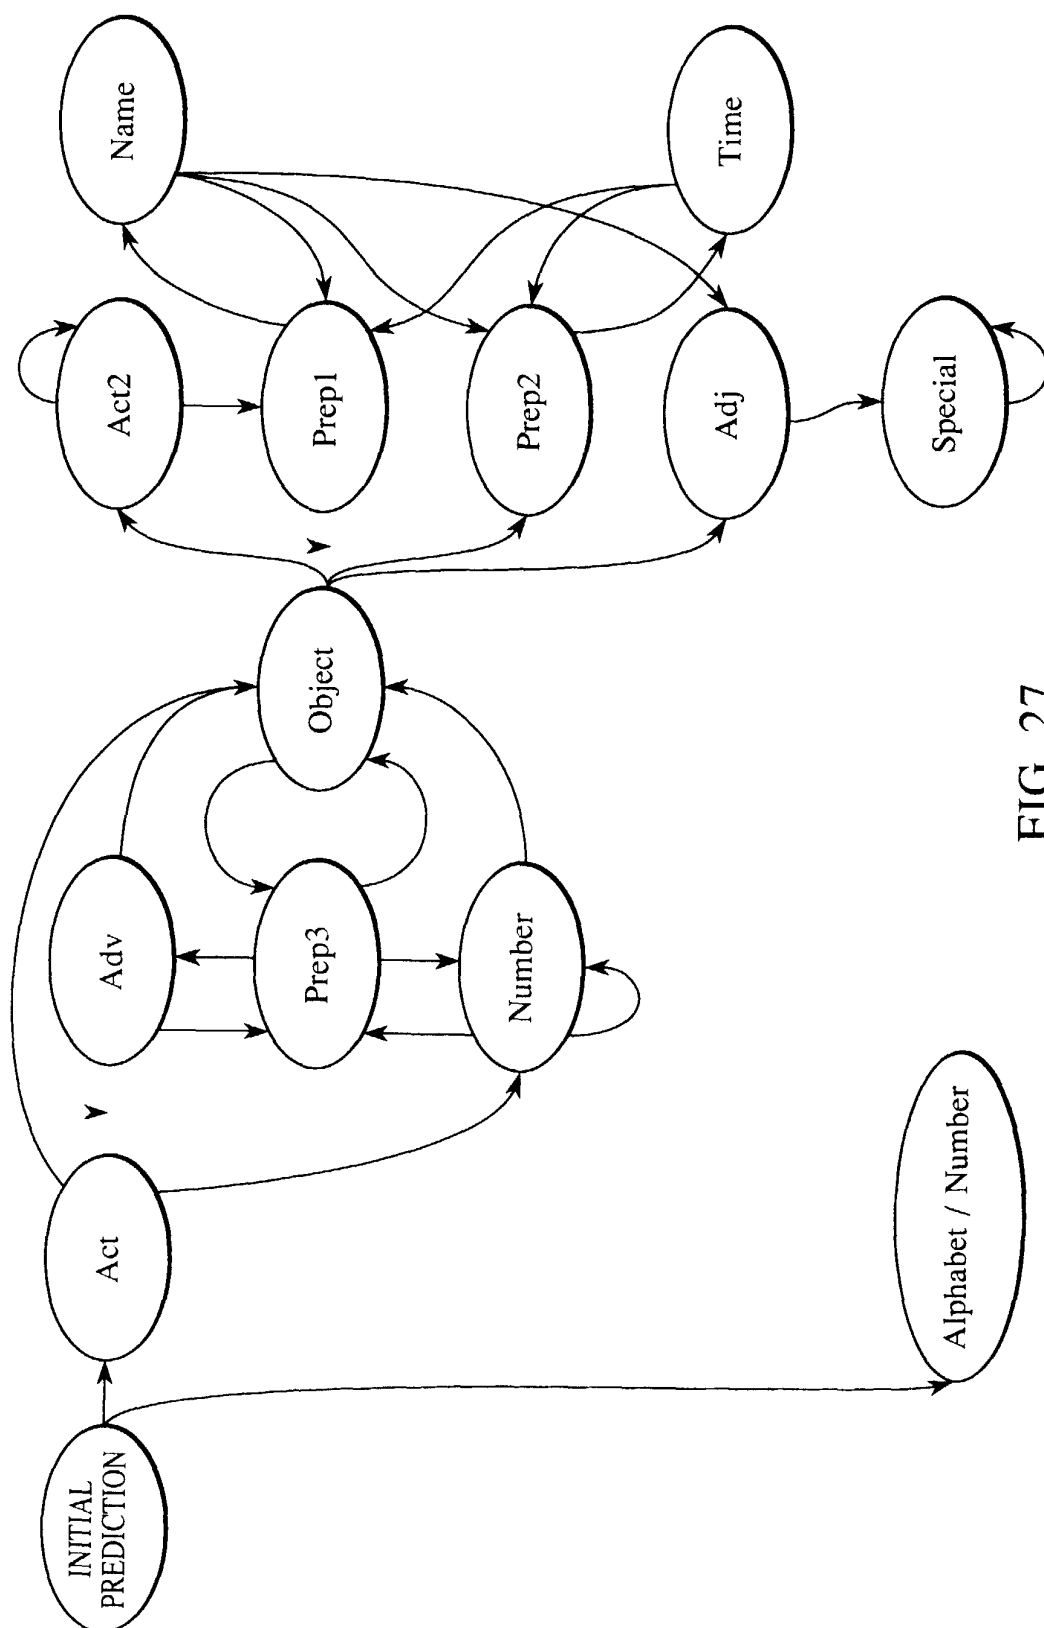 INITIAL
PREDICTION
Act
Adv
Prep3
Number
Object
Act2
Prep1
Prep2
Adj
Name
Time
Special
Alphabet / Number
FIG. 27